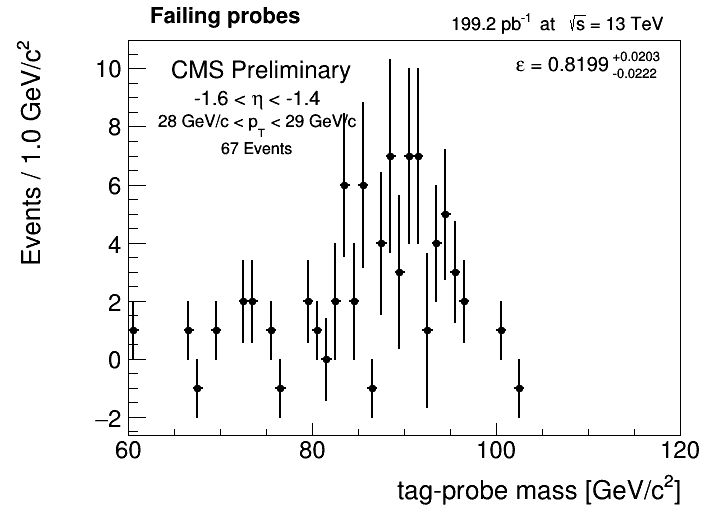 Failing probes
199.2 pb⁻¹ at √s = 13 TeV
CMS Preliminary
ε = 0.8199 +0.0203 -0.0222
-1.6 < η < -1.4
28 GeV/c < p_T < 29 GeV/c
67 Events
Events / 1.0 GeV/c²
10
8
6
4
2
0
−2
60 80 100 120
tag-probe mass [GeV/c²]